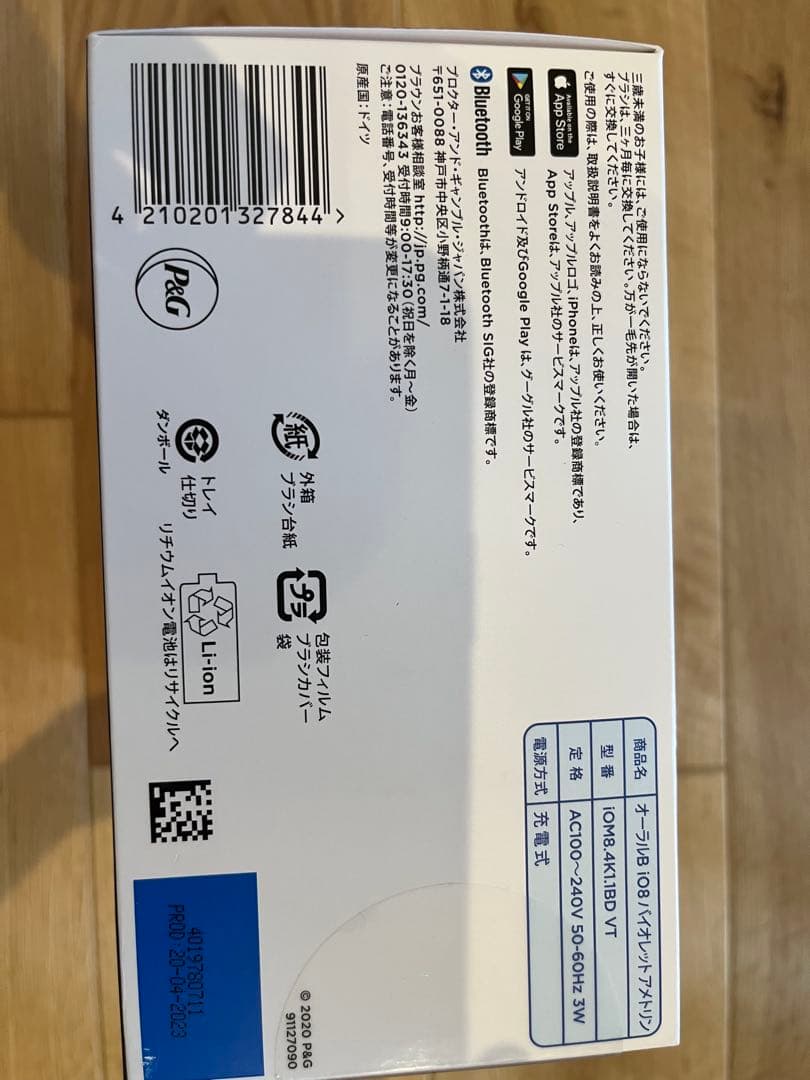 三歳未満のお子様には、ご使用にならないでください。
ブラシは、三ヶ月毎に交換してください。万が一毛先が開いた場合は、
すぐに交換してください。
ご使用の際は、取扱説明書をよくお読みの上、正しくお使いください。
Available on the
App Store
アップル、アップルロゴ、iPhoneは、アップル社の登録商標であり、
App Storeは、アップル社のサービスマークです。
GET IT ON
Google Play
アンドロイド及びGoogle Play は、グーグル社のサービスマークです。
Bluetooth
Bluetoothは、Bluetooth SIG社の登録商標です。
プロクター・アンド・ギャンブル・ジャパン株式会社
〒651-0088 神戸市中央区小野柄通7-1-18
ブラウンお客様相談室 http://jp.pg.com/
0120-136343 受付時間9:00-17:30(祝日を除く月～金)
ご注意:電話番号、受付時間等が変更になることがあります。
原産国:ドイツ
4 210201 327844 >
P&G
商品名 オーラルB iO8 バイオレット アメトリン
型番 iOM8.4K1.1BD VT
定格 AC100～240V 50-60Hz 3W
電源方式 充電式
紙
外箱
ブラシ台紙
プラ
包装フィルム
ブラシカバー
袋
トレイ
仕切り
ダンボール
Li-ion
リチウムイオン電池はリサイクルへ
© 2020 P&G
91127090
4019780711
PROD:20-04-2023